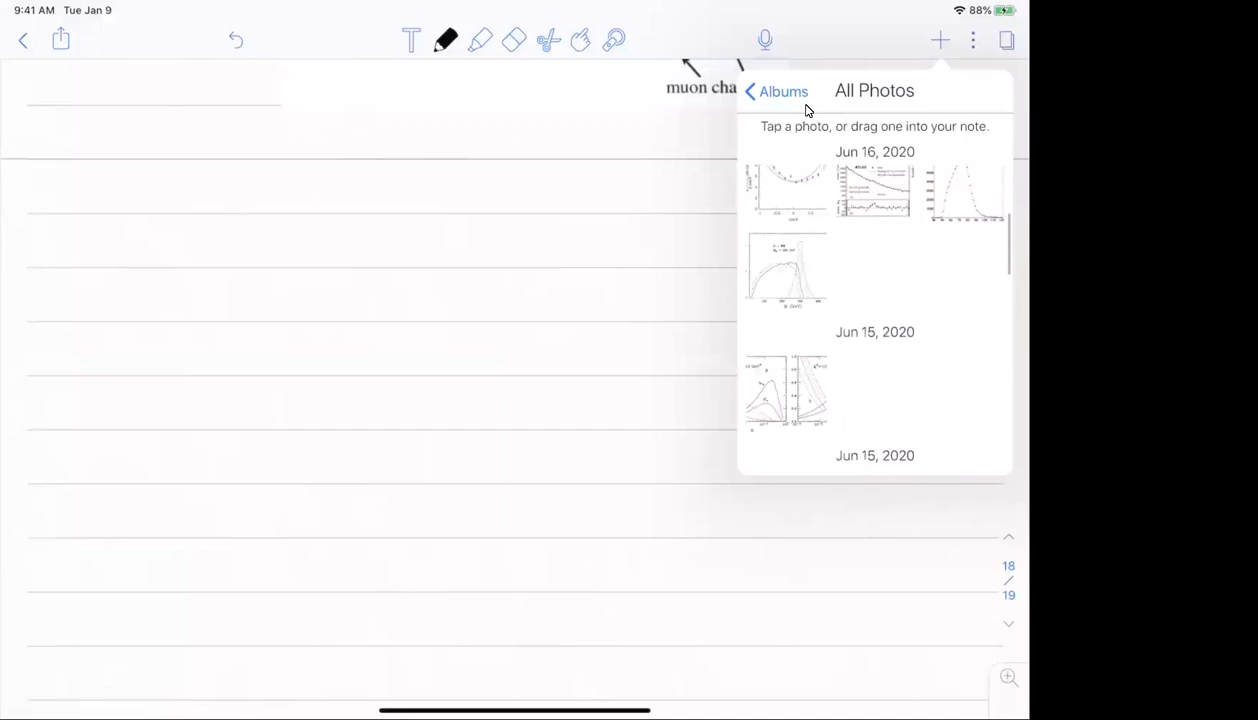 9:41 AM Tue Jan 9
88%
muon cha
Albums
All Photos
Tap a photo, or drag one into your note.
Jun 16, 2020
Jun 15, 2020
Jun 15, 2020
18
/
19